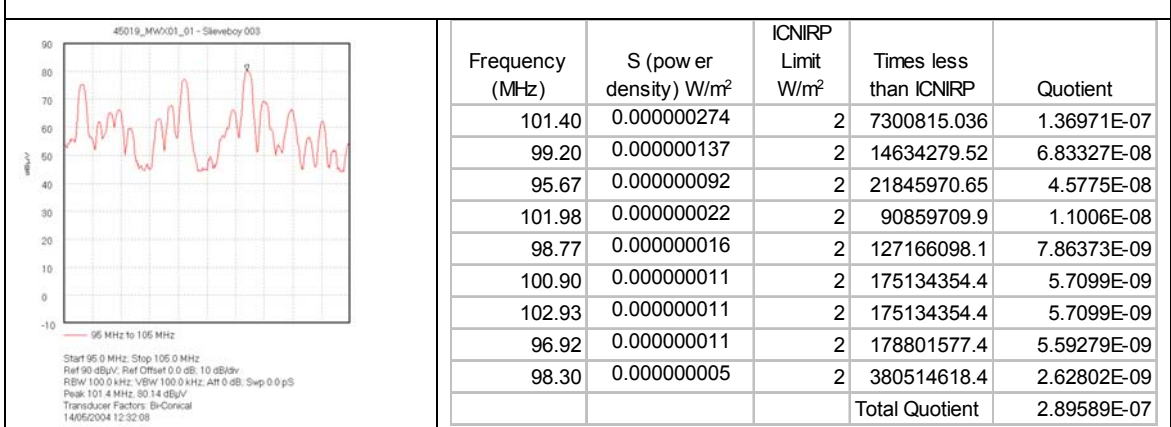 45019_MWX01_01 - Slieveboy 003
90
80
70
60
50
40
30
20
10
0
-10
dBµV
95 MHz to 105 MHz
Start 95.0 MHz; Stop 105.0 MHz
Ref 90 dBµV; Ref Offset 0.0 dB; 10 dB/div
RBW 100.0 kHz; VBW 100.0 kHz; Att 0 dB; Swp 0.0 pS
Peak 101.4 MHz, 80.14 dBµV
Transducer Factors: Bi-Conical
14/05/2004 12:32:08
Frequency (MHz) S (power density) W/m² ICNIRP Limit W/m² Times less than ICNIRP Quotient
101.40 0.000000274 2 7300815.036 1.36971E-07
99.20 0.000000137 2 14634279.52 6.83327E-08
95.67 0.000000092 2 21845970.65 4.5775E-08
101.98 0.000000022 2 90859709.9 1.1006E-08
98.77 0.000000016 2 127166098.1 7.86373E-09
100.90 0.000000011 2 175134354.4 5.7099E-09
102.93 0.000000011 2 175134354.4 5.7099E-09
96.92 0.000000011 2 178801577.4 5.59279E-09
98.30 0.000000005 2 380514618.4 2.62802E-09
Total Quotient 2.89589E-07